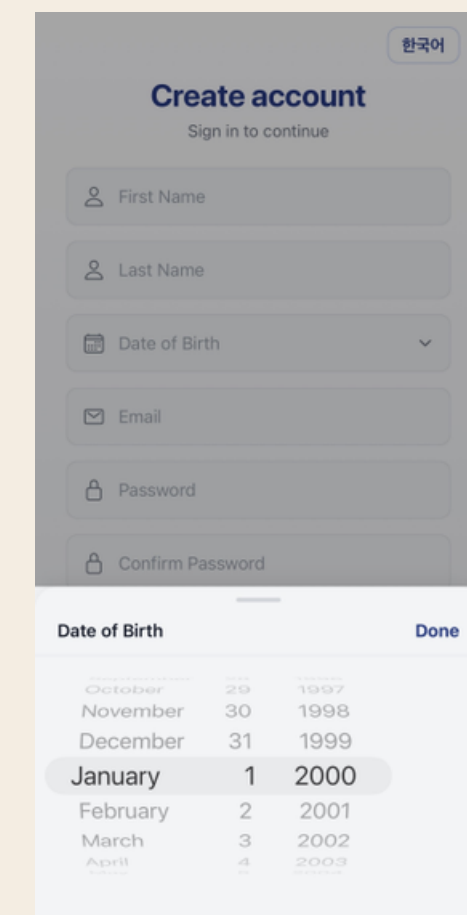 한국어
Create account
Sign in to continue
First Name
Last Name
Date of Birth
Email
Password
Confirm Password
Date of Birth Done
October 29 1997
November 30 1998
December 31 1999
January 1 2000
February 2 2001
March 3 2002
April 4 2003